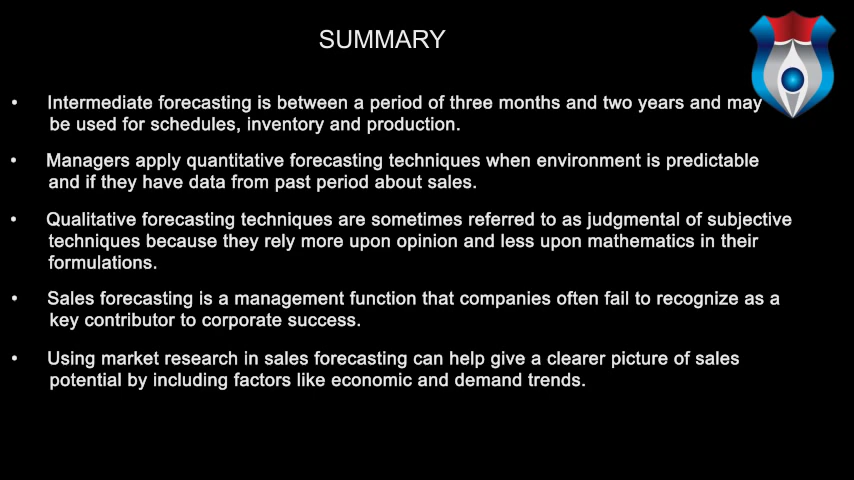 SUMMARY
• Intermediate forecasting is between a period of three months and two years and may
be used for schedules, inventory and production.
• Managers apply quantitative forecasting techniques when environment is predictable
and if they have data from past period about sales.
• Qualitative forecasting techniques are sometimes referred to as judgmental of subjective
techniques because they rely more upon opinion and less upon mathematics in their
formulations.
• Sales forecasting is a management function that companies often fail to recognize as a
key contributor to corporate success.
• Using market research in sales forecasting can help give a clearer picture of sales
potential by including factors like economic and demand trends.